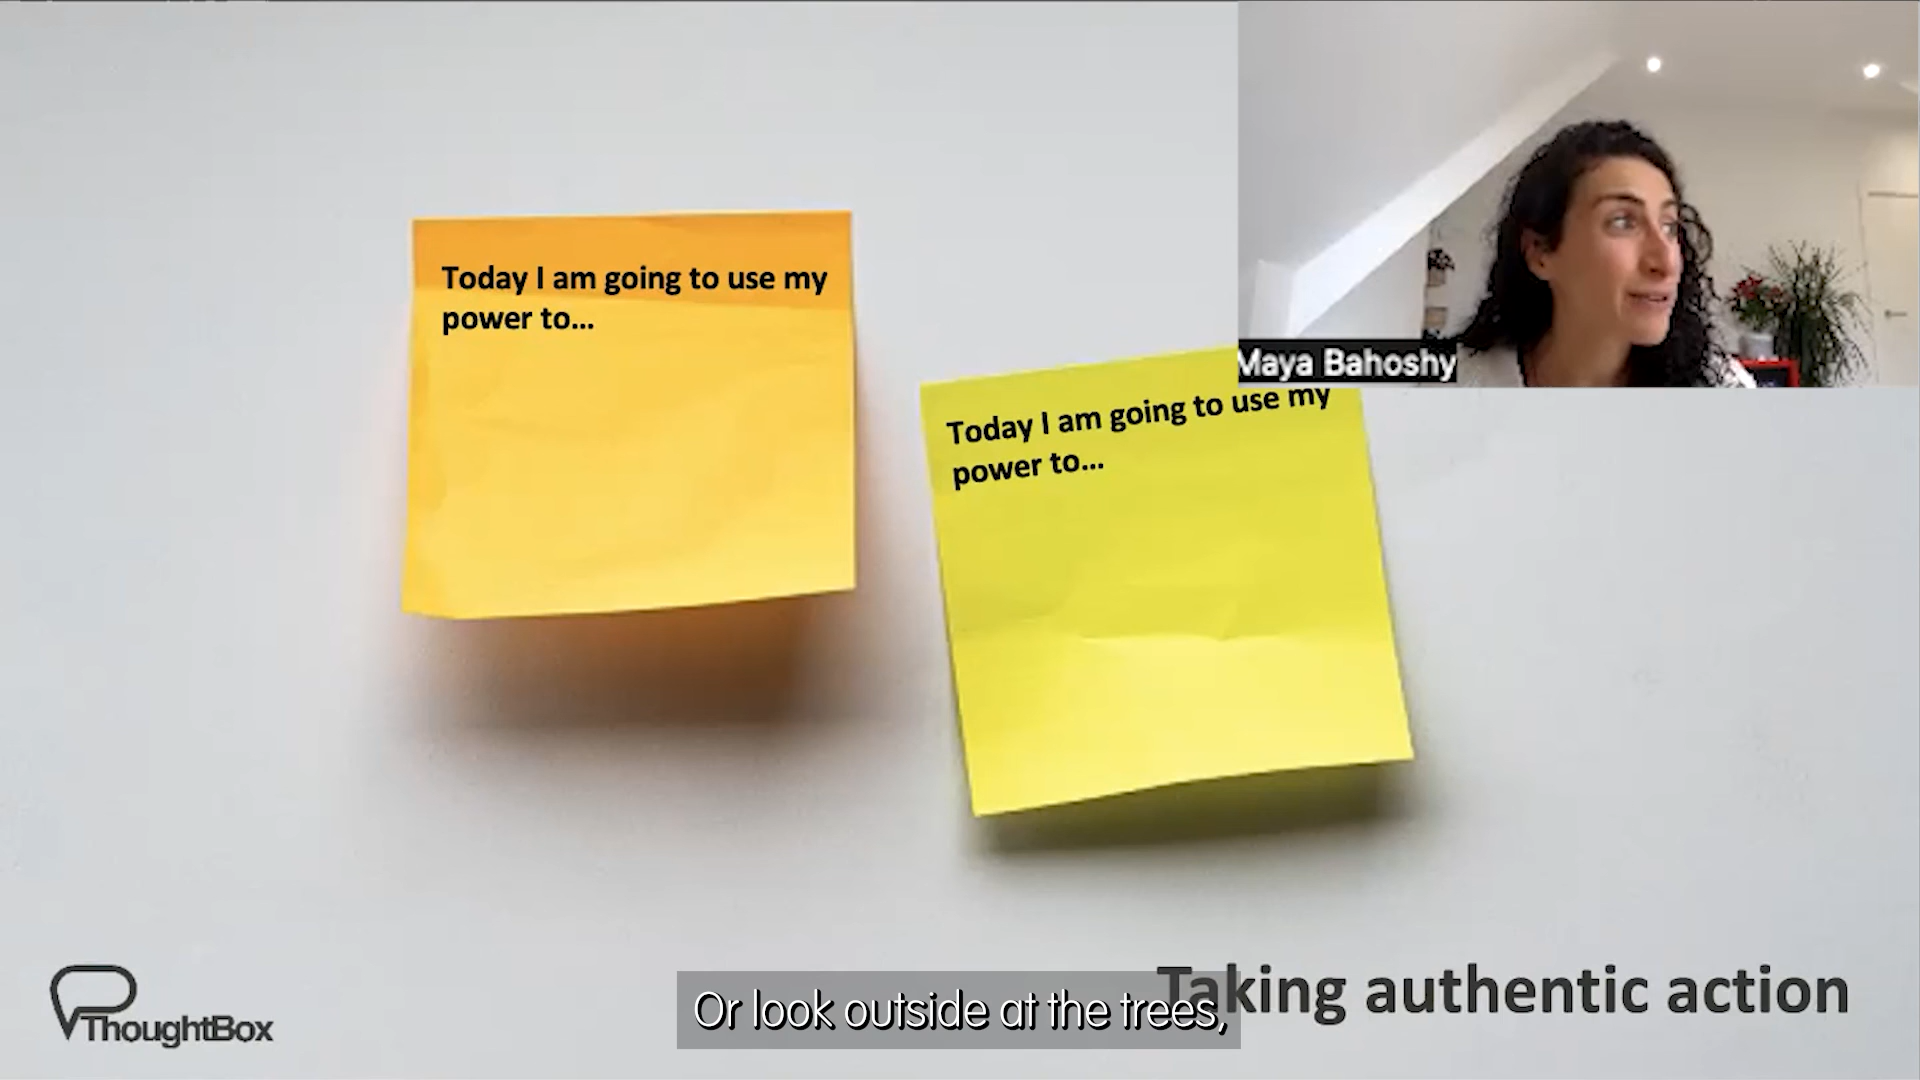 Today I am going to use my
power to...
Maya Bahoshy
Today I am going to use my
power to...
Taking authentic action
ThoughtBox
Or look outside at the trees,